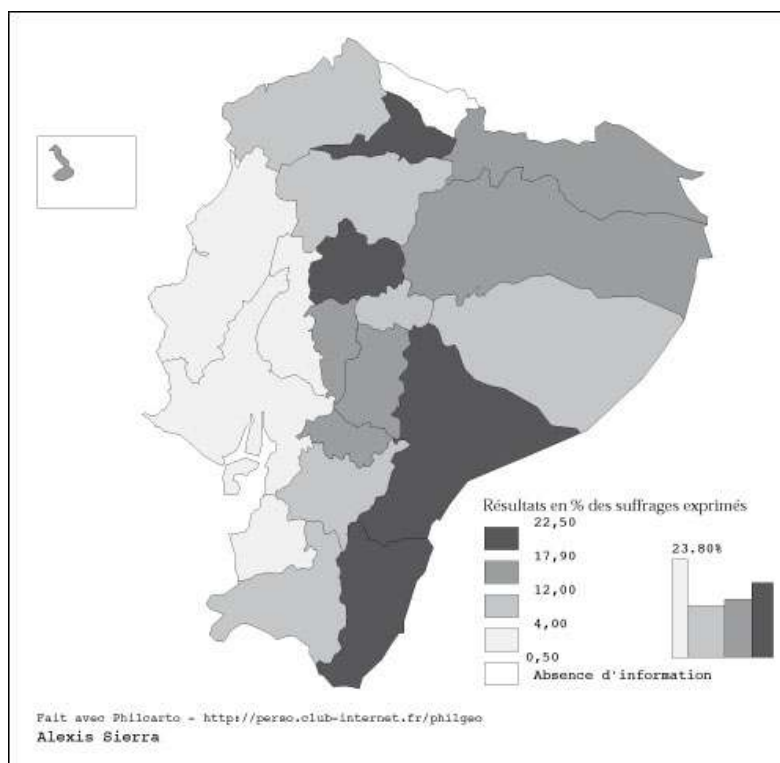 Résultats en % des suffrages exprimés
22,50
17,90
12,00
4,00
0,50
Absence d'information
23.80%
Fait avec Philcarto - http://perso.club-internet.fr/philgeo
Alexis Sierra